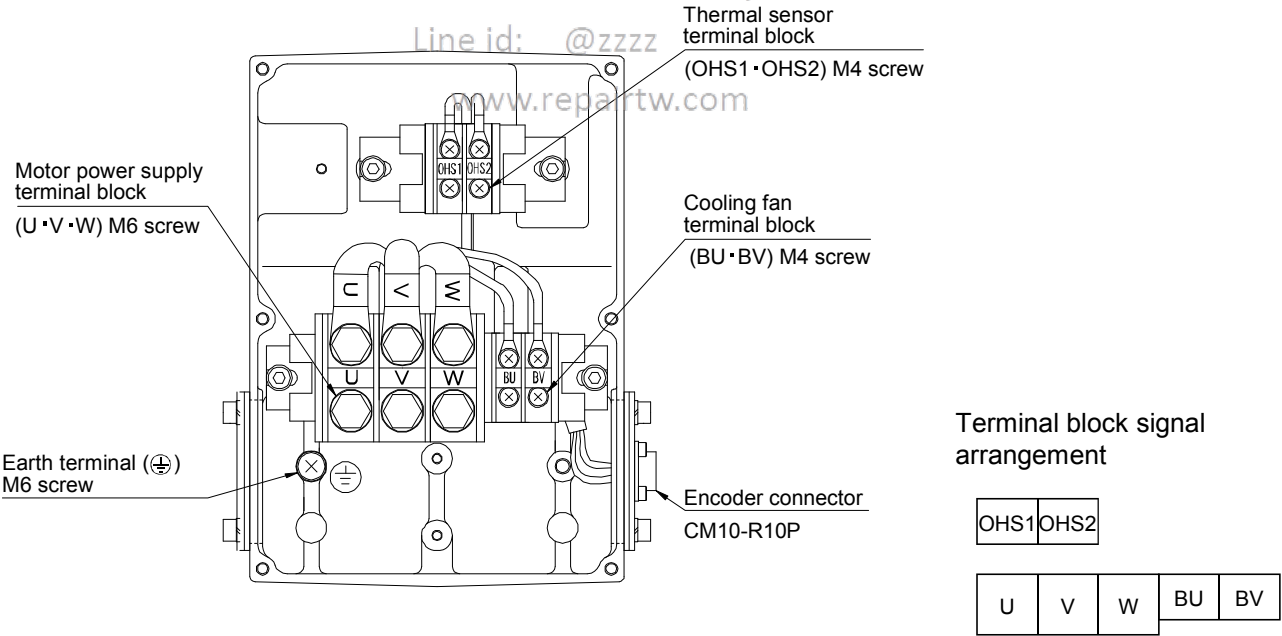 Line id: @zzzz
www.repairtw.com
Thermal sensor
terminal block
(OHS1・OHS2) M4 screw
OHS1 OHS2
Motor power supply
terminal block
(U・V・W) M6 screw
Cooling fan
terminal block
(BU・BV) M4 screw
U V W
U V W BU BV
Earth terminal (⏚)
M6 screw
Encoder connector
CM10-R10P
Terminal block signal
arrangement
OHS1 OHS2
U V W BU BV